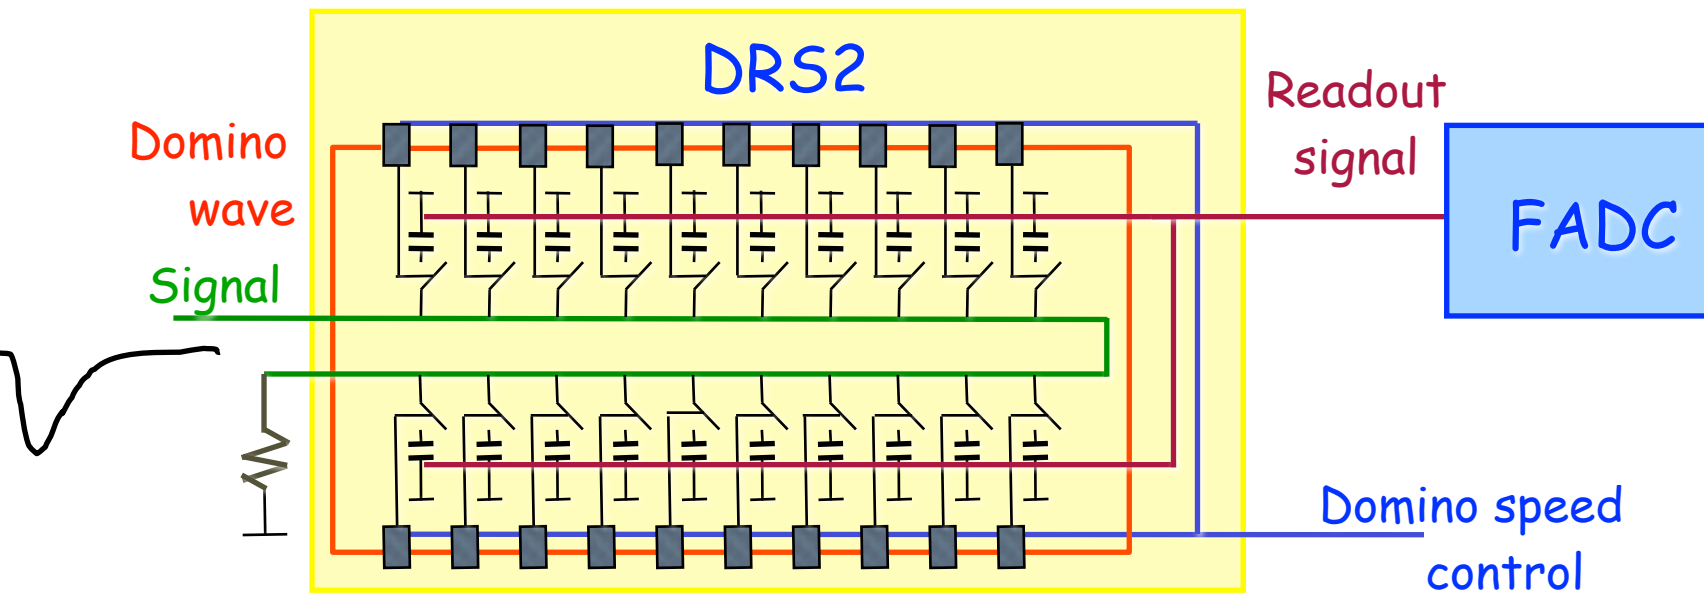 DRS2
Readout
signal
Domino
wave
FADC
Signal
Domino speed
control